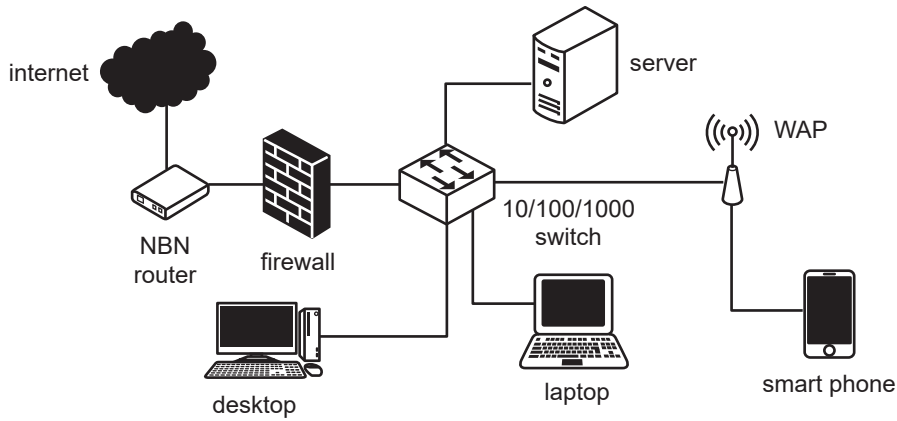 internet
server
WAP
10/100/1000
switch
NBN
router
firewall
desktop
laptop
smart phone